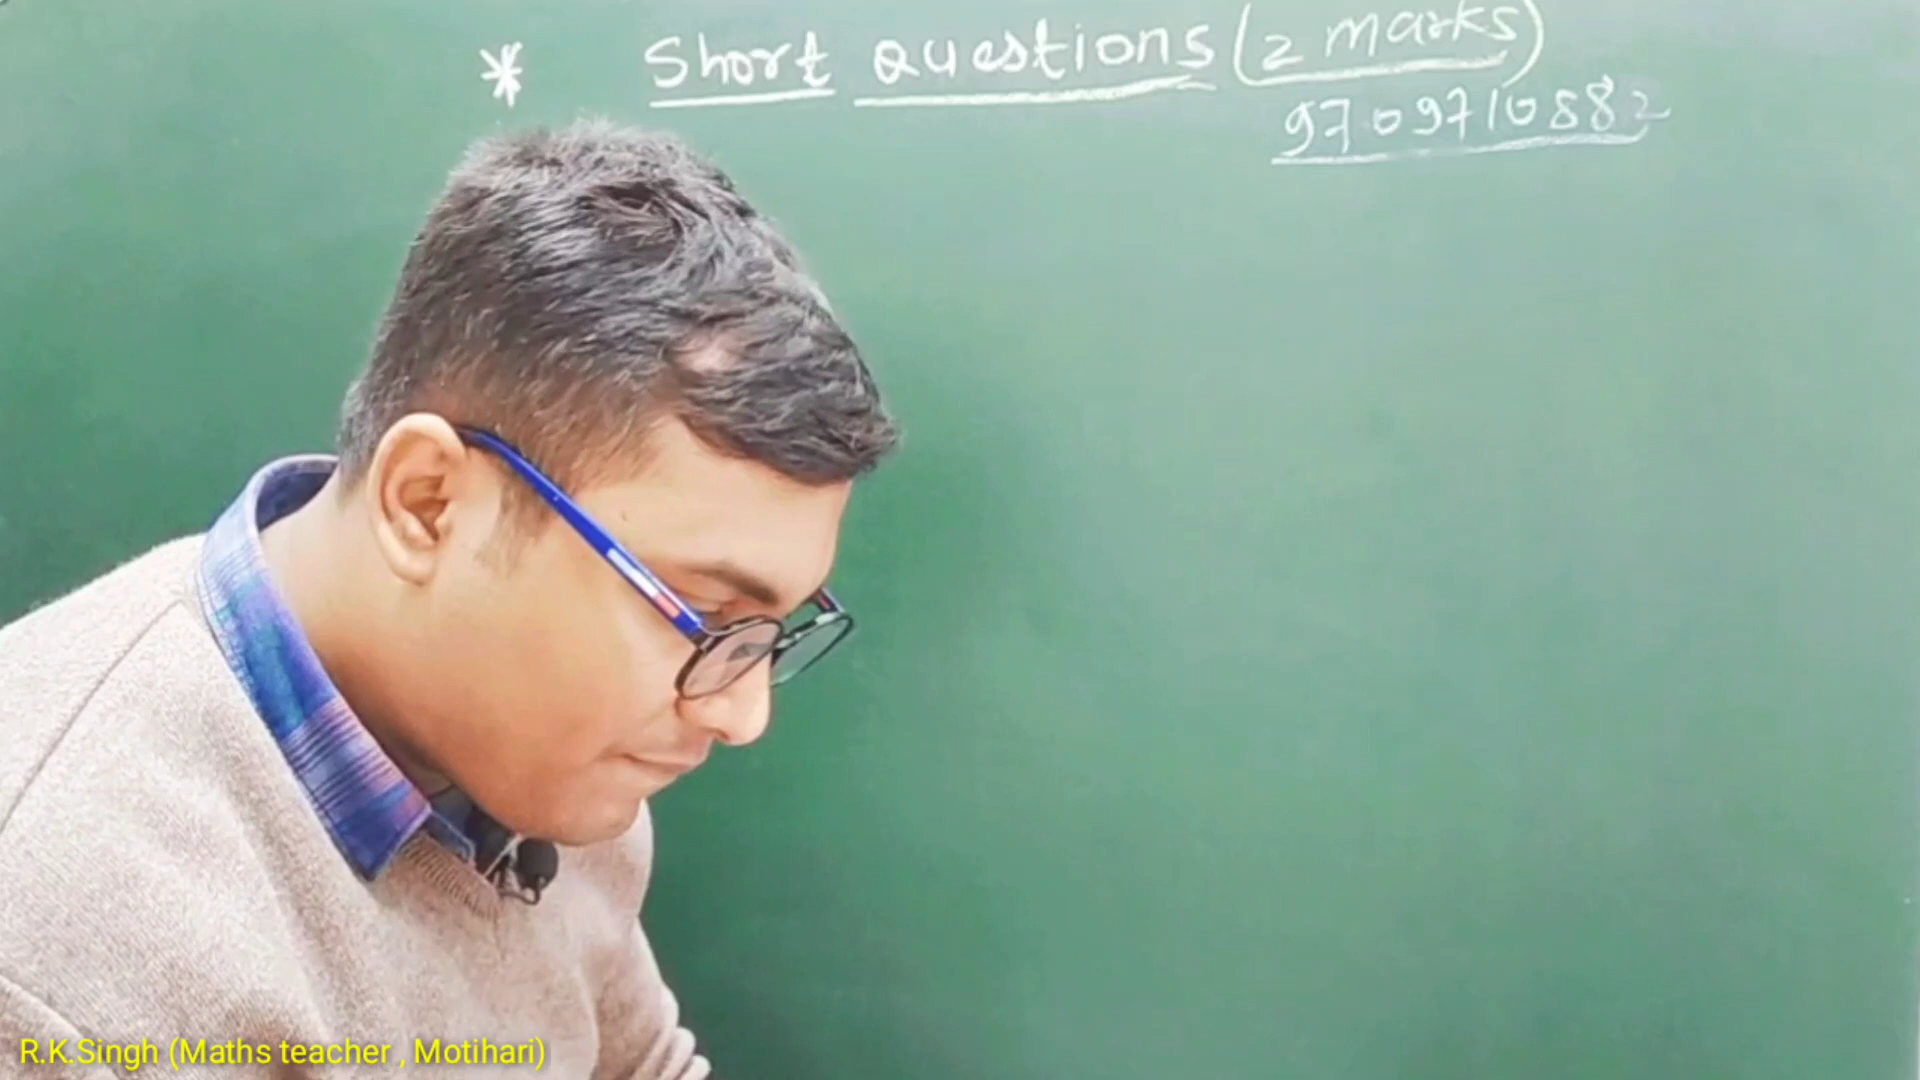 * Short Questions (2 marks)
9709710882
R.K.Singh (Maths teacher , Motihari)